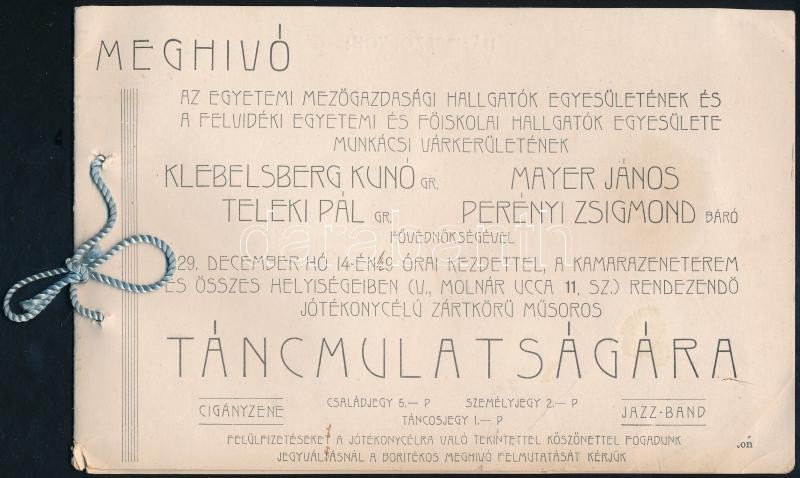 MEGHIVÓ
AZ EGYETEMI MEZŐGAZDASÁGI HALLGATÓK EGYESÜLETÉNEK ÉS
A FELVIDÉKI EGYETEMI ÉS FŐISKOLAI HALLGATÓK EGYESÜLETE
MUNKÁCSI VÁRKERÜLETÉNEK
KLEBELSBERG KUNÓ GR. MAYER JÁNOS
TELEKI PÁL GR. PERÉNYI ZSIGMOND BÁRÓ
FŐVÉDNÖKSÉGÉVEL
29. DECEMBER HÓ 14-ÉN 9 ÓRAI KEZDETTEL, A KAMARAZENETEREM
ÉS ÖSSZES HELYISÉGEIBEN (U., MOLNÁR UCCA 11, SZ.) RENDEZENDŐ
JÓTÉKONYCÉLÚ ZÁRTKÖRŰ MŰSOROS
TÁNCMULATSÁGÁRA
CIGÁNYZENE
CSALÁDJEGY 5.— P SZEMÉLYJEGY 2.— P
TÁNCOSJEGY 1.— P
JAZZ-BAND
FELÜLFIZETÉSEKET A JÓTÉKONYCÉLRA VALÓ TEKINTETTEL KÖSZÖNETTEL FOGADUNK
JEGYVÁLTÁSNÁL A BORITÉKOS MEGHIVÓ FELMUTATÁSÁT KÉRJÜK
darabanth.com